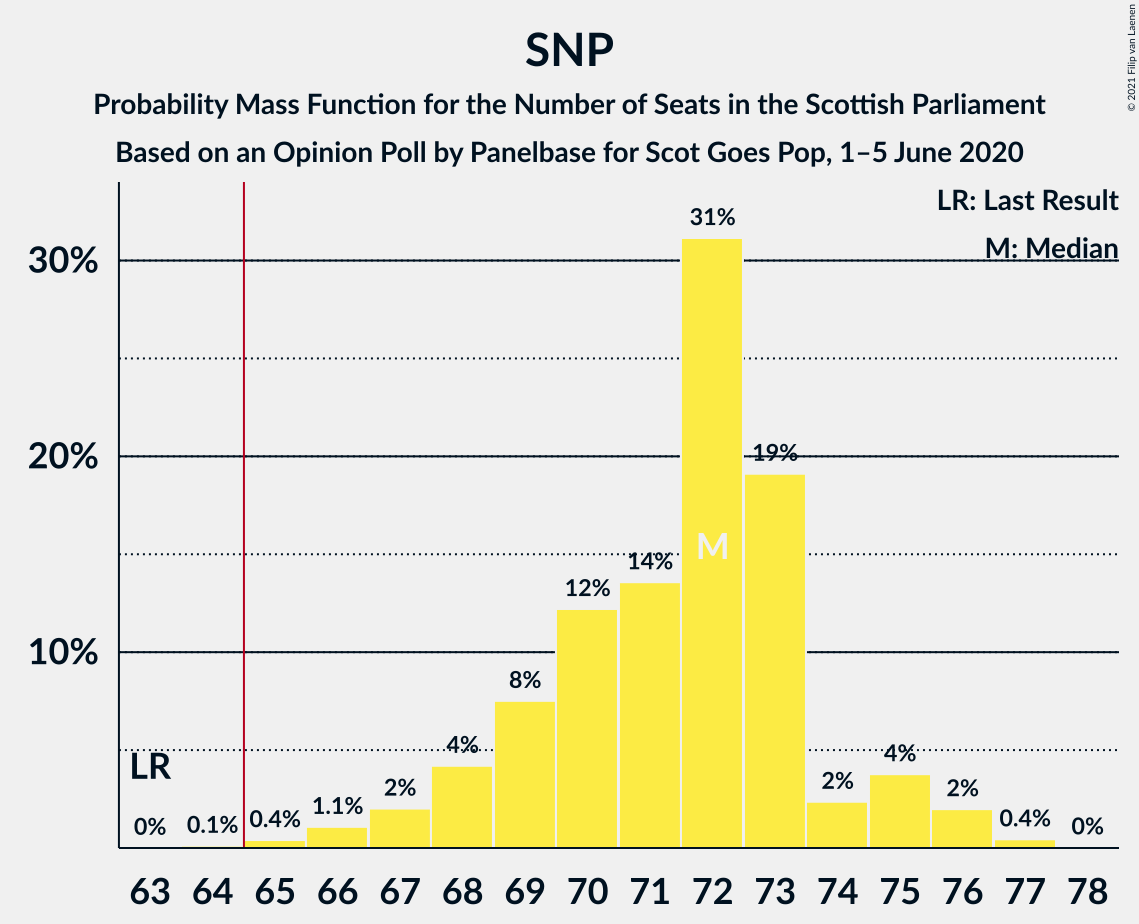 SNP
Probability Mass Function for the Number of Seats in the Scottish Parliament
Based on an Opinion Poll by Panelbase for Scot Goes Pop, 1–5 June 2020
© 2021 Filip van Laenen
LR: Last Result
M: Median
30%
20%
10%
LR
M
0%
0.1%
0.4%
1.1%
2%
4%
8%
12%
14%
31%
19%
2%
4%
2%
0.4%
0%
63 64 65 66 67 68 69 70 71 72 73 74 75 76 77 78